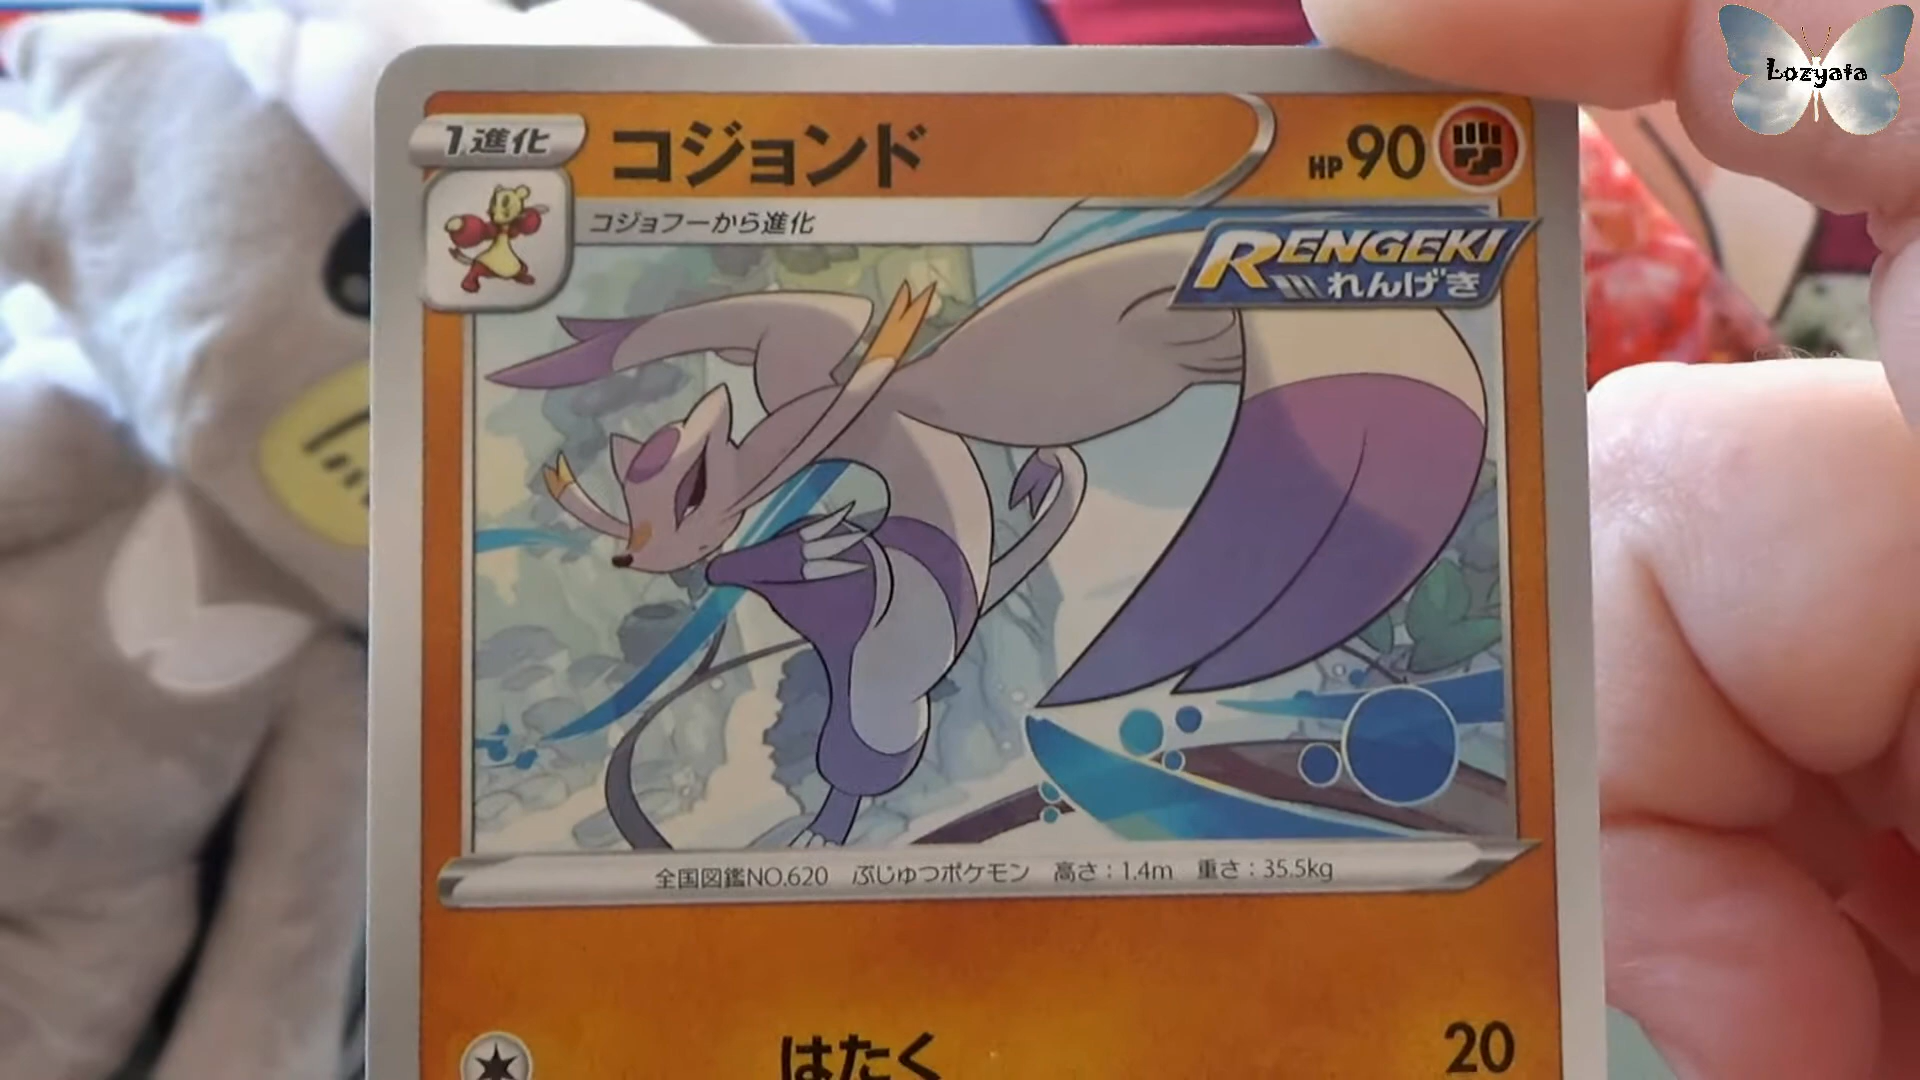 Lozyata
1進化
コジョンド
HP90
コジョフーから進化
RENGEKI
れんげき
全国図鑑NO.620 ぶじゅつポケモン 高さ:1.4m 重さ:35.5kg
はたく 20